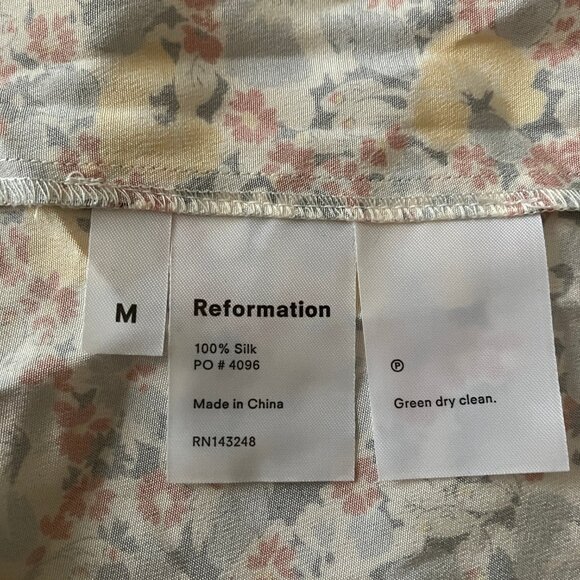 M
Reformation
100% Silk
PO # 4096
Made in China
RN143248
Ⓟ
Green dry clean.